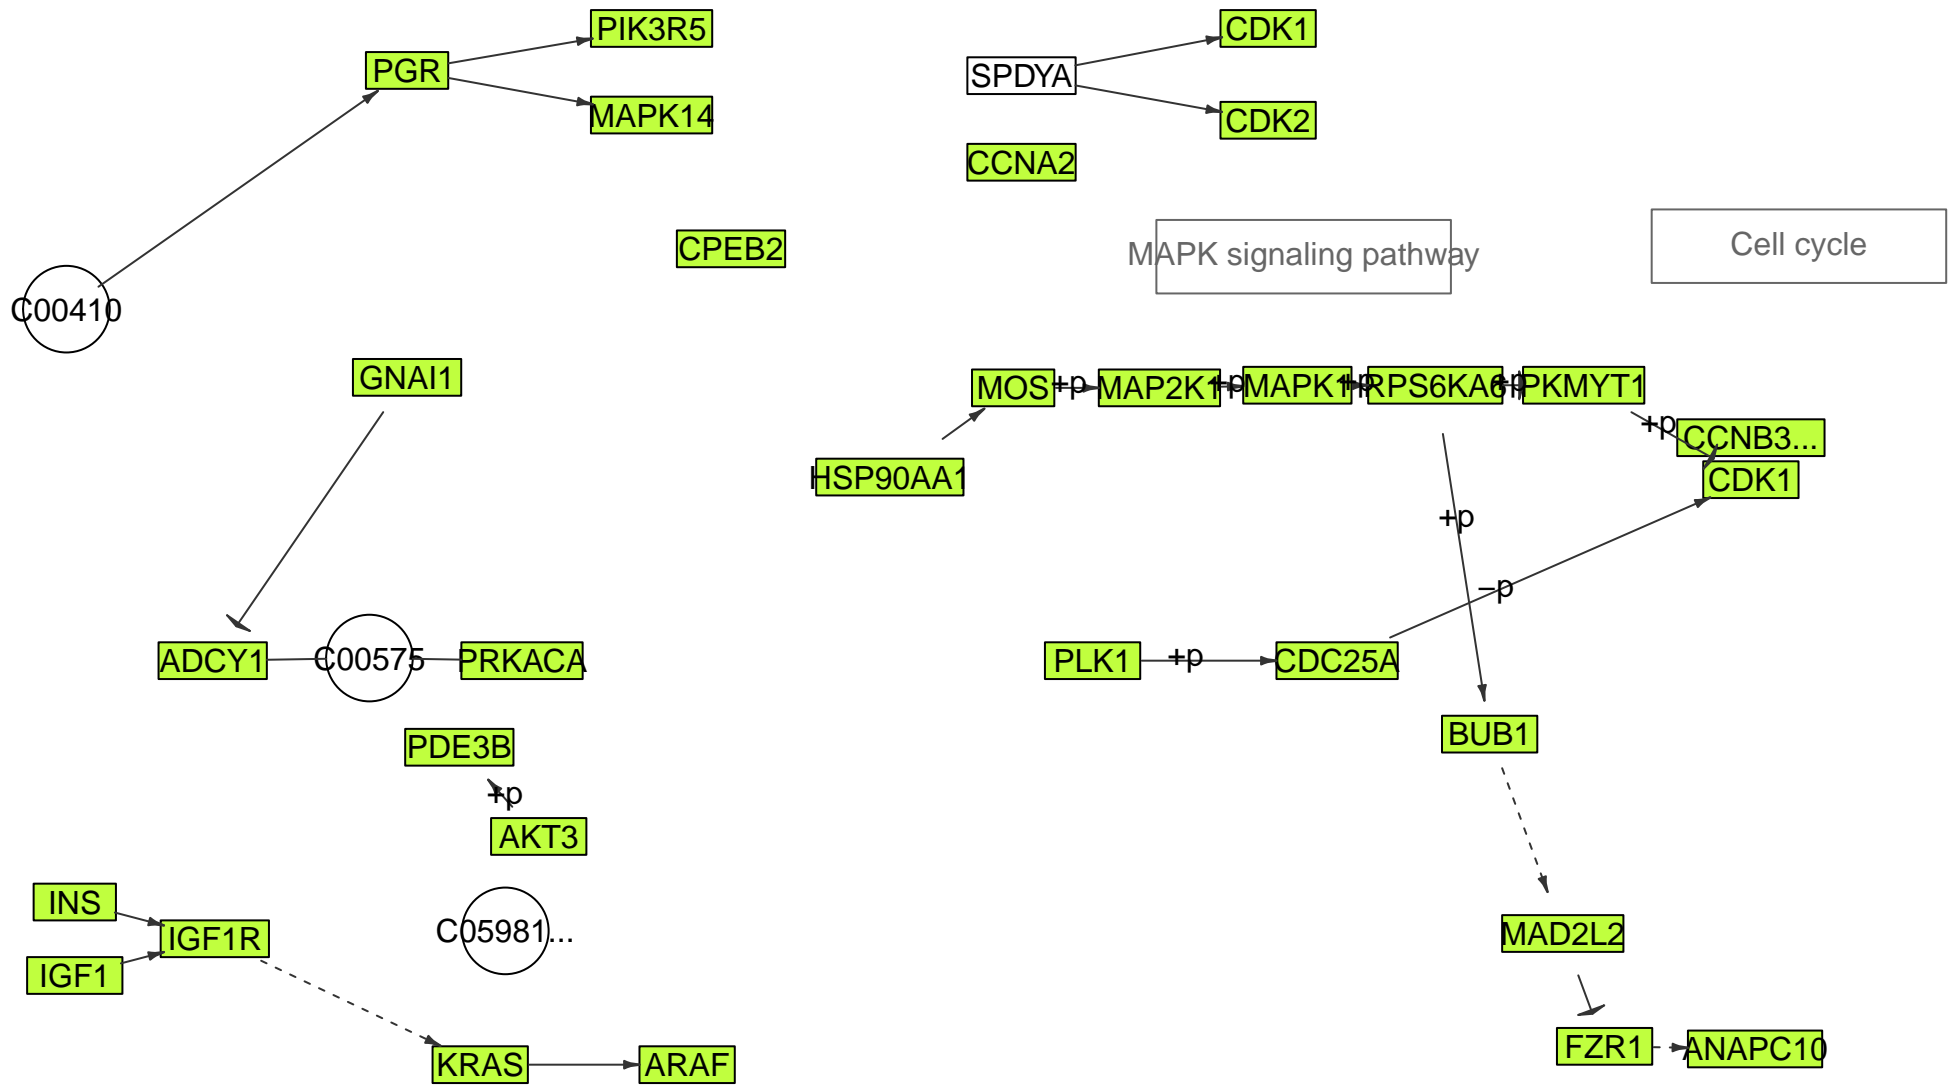 PIK3R5
CDK1
PGR
SPDYA
MAPK14
CDK2
CCNA2
CPEB2
MAPK signaling pathway
Cell cycle
C00410
GNAI1
MOS
+p
MAP2K1
+p
MAPK1
+p
RPS6KA6
+p
PKMYT1
+p
CCNB3...
HSP90AA1
CDK1
+p
−p
ADCY1
C00575
PRKACA
PLK1
+p
CDC25A
BUB1
PDE3B
+p
AKT3
INS
IGF1R
C05981...
MAD2L2
IGF1
FZR1
ANAPC10
KRAS
ARAF